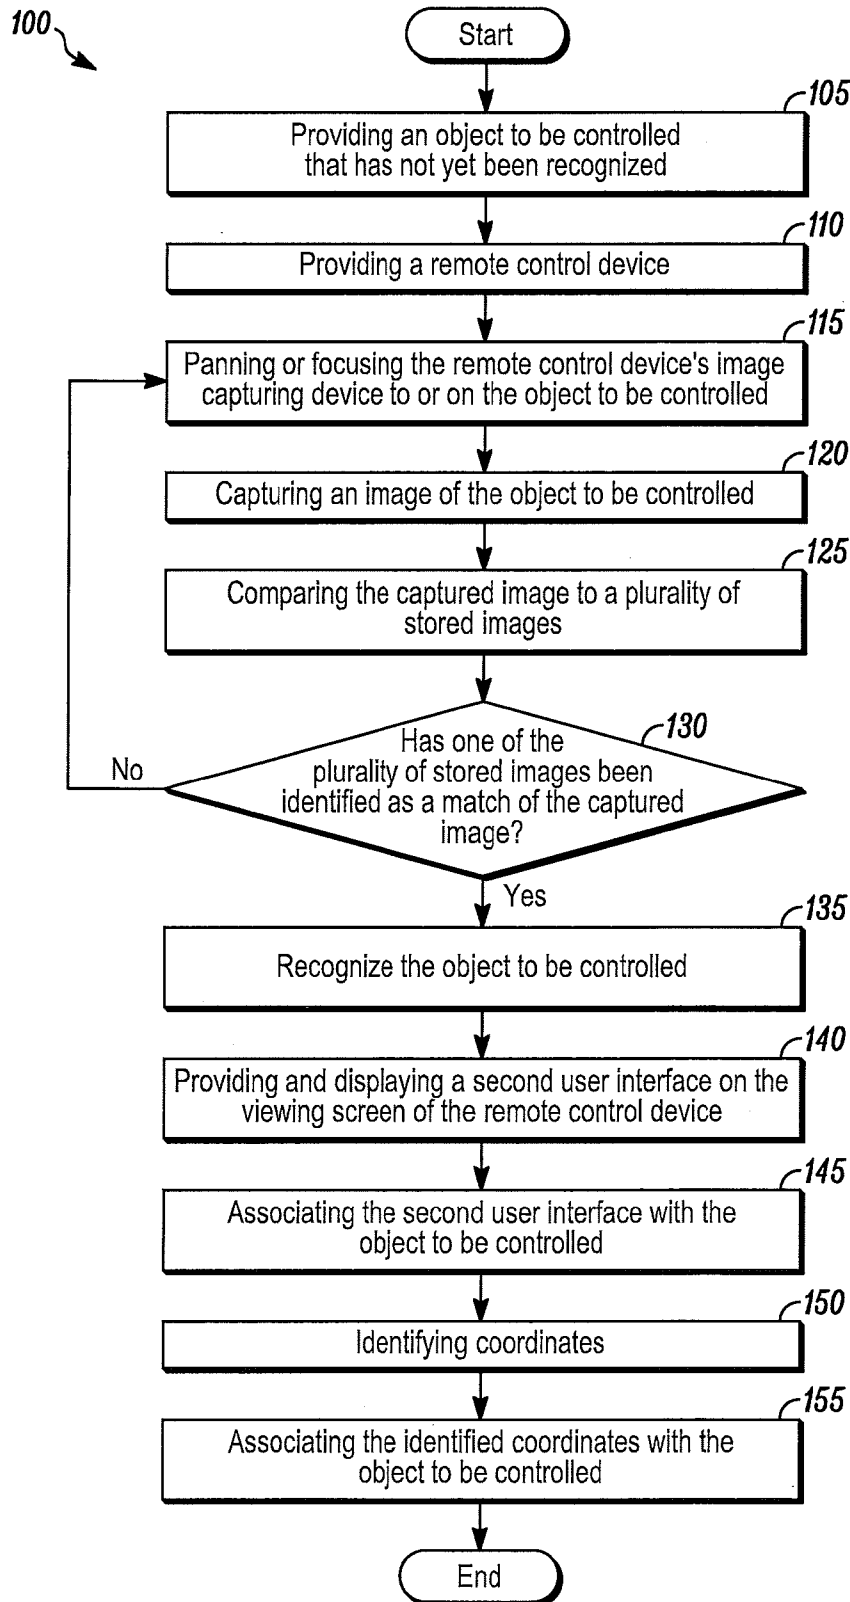 100
Start
105
Providing an object to be controlled
that has not yet been recognized
110
Providing a remote control device
115
Panning or focusing the remote control device's image
capturing device to or on the object to be controlled
120
Capturing an image of the object to be controlled
125
Comparing the captured image to a plurality of
stored images
130
Has one of the
plurality of stored images been
identified as a match of the captured
image?
No
Yes
135
Recognize the object to be controlled
140
Providing and displaying a second user interface on the
viewing screen of the remote control device
145
Associating the second user interface with the
object to be controlled
150
Identifying coordinates
155
Associating the identified coordinates with the
object to be controlled
End